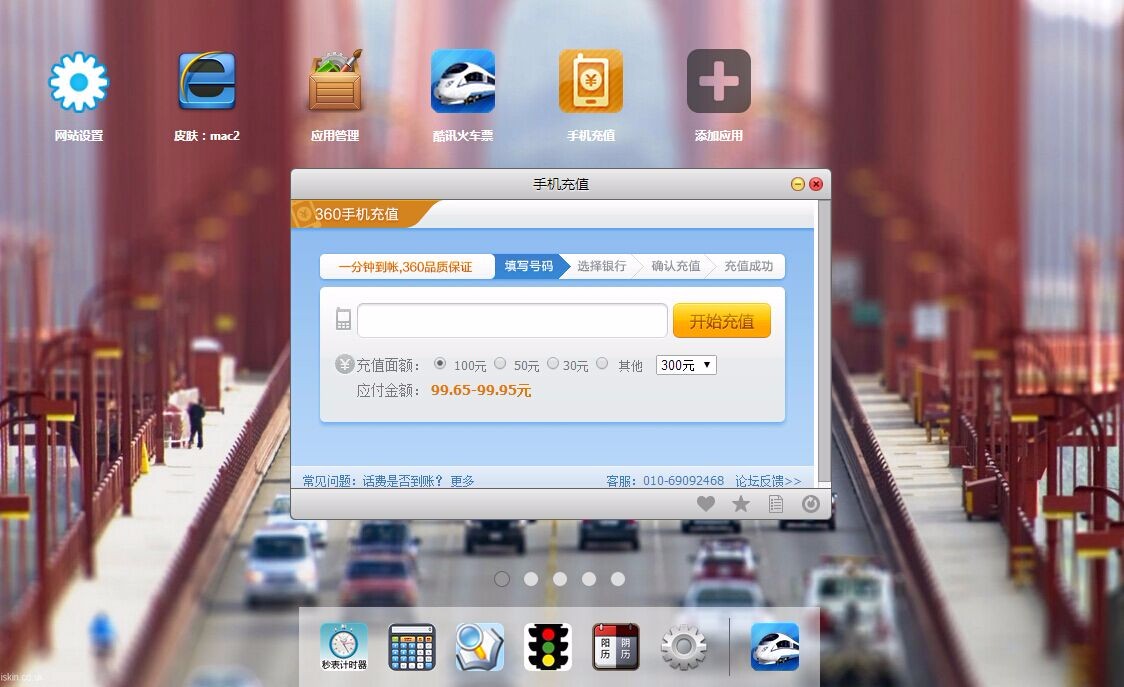 网站设置
皮肤：mac2
应用管理
酷讯火车票
手机充值
添加应用
手机充值
360手机充值
一分钟到帐,360品质保证
填写号码
选择银行
确认充值
充值成功
开始充值
充值面额： 100元 50元 30元 其他 300元
应付金额： 99.65-99.95元
常见问题：话费是否到账？ 更多
客服：010-69092468 论坛反馈>>
秒表计时器
阳历 阴历
iskin.co.uk